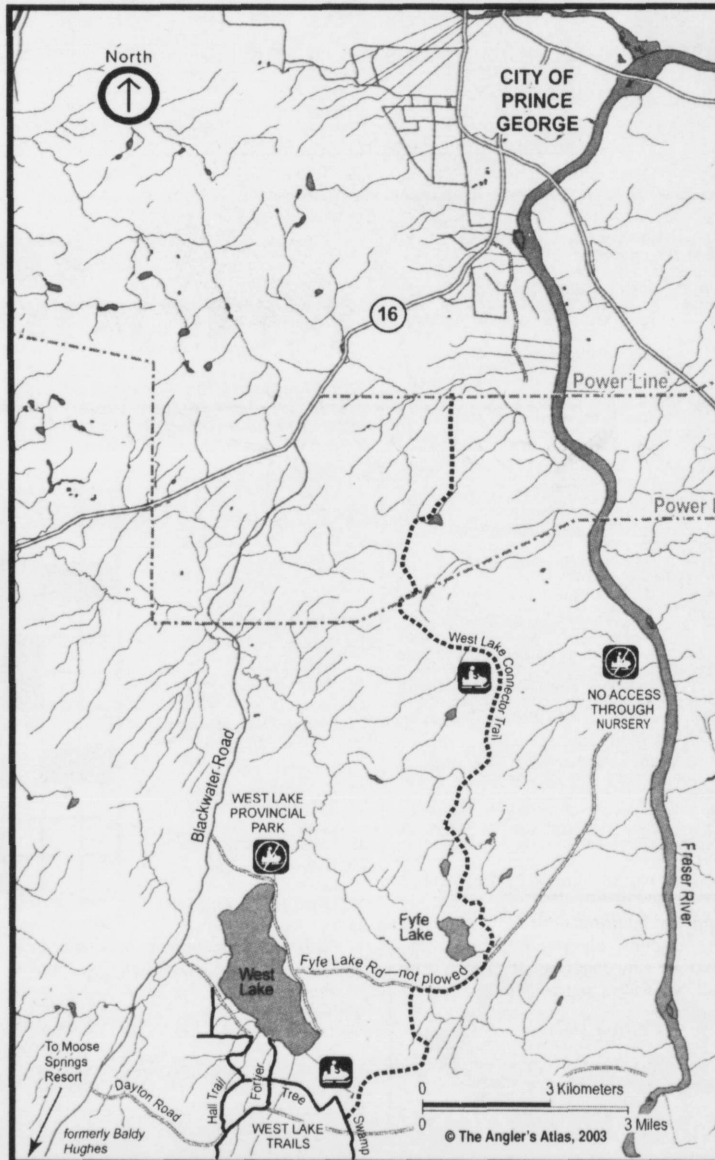 North
CITY OF
PRINCE
GEORGE
16
Power Line
Power
West Lake Connector Trail
NO ACCESS
THROUGH
NURSERY
Blackwater Road
WEST LAKE
PROVINCIAL
PARK
Fraser River
Fyfe
Lake
West
Lake
Fyfe Lake Rd—not plowed
To Moose
Springs
Resort
Dayton Road
Hall Trail
Forever
Tree
Swamp
formerly Baldy
Hughes
WEST LAKE
TRAILS
0 3 Kilometers
0 3 Miles
© The Angler's Atlas, 2003